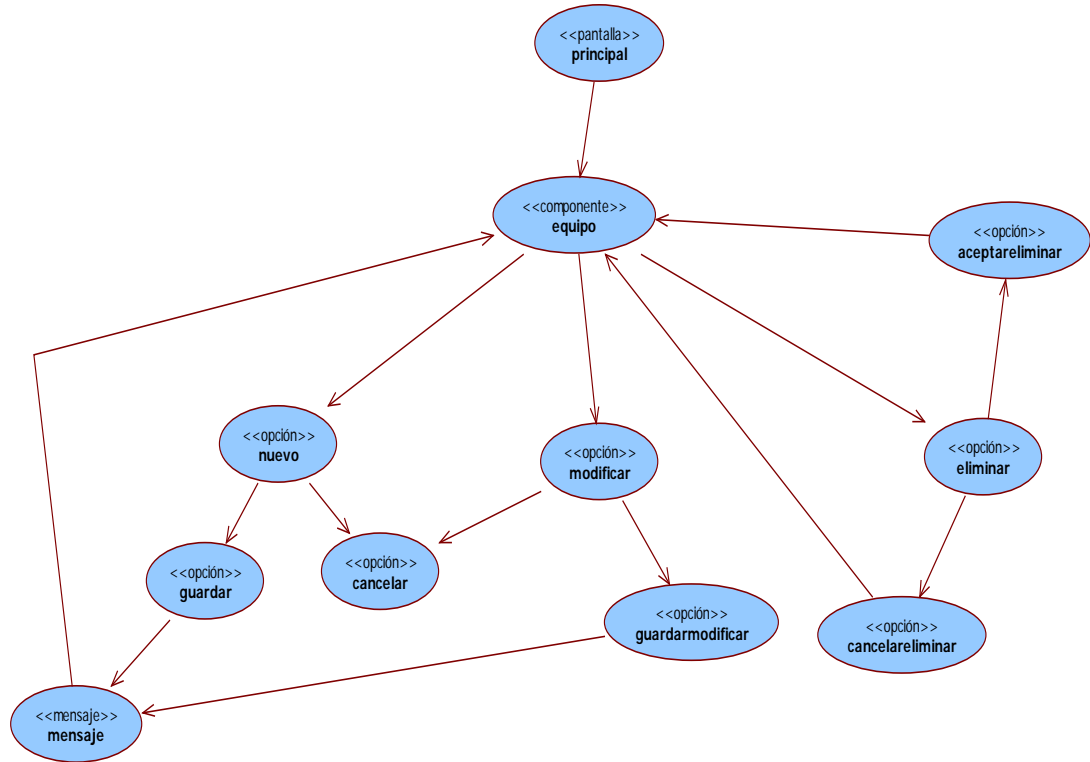 <<pantalla>>
principal
<<componente>>
equipo
<<opción>>
aceptareliminar
<<opción>>
nuevo
<<opción>>
modificar
<<opción>>
eliminar
<<opción>>
guardar
<<opción>>
cancelar
<<opción>>
guardarmodificar
<<opción>>
cancelareliminar
<<mensaje>>
mensaje